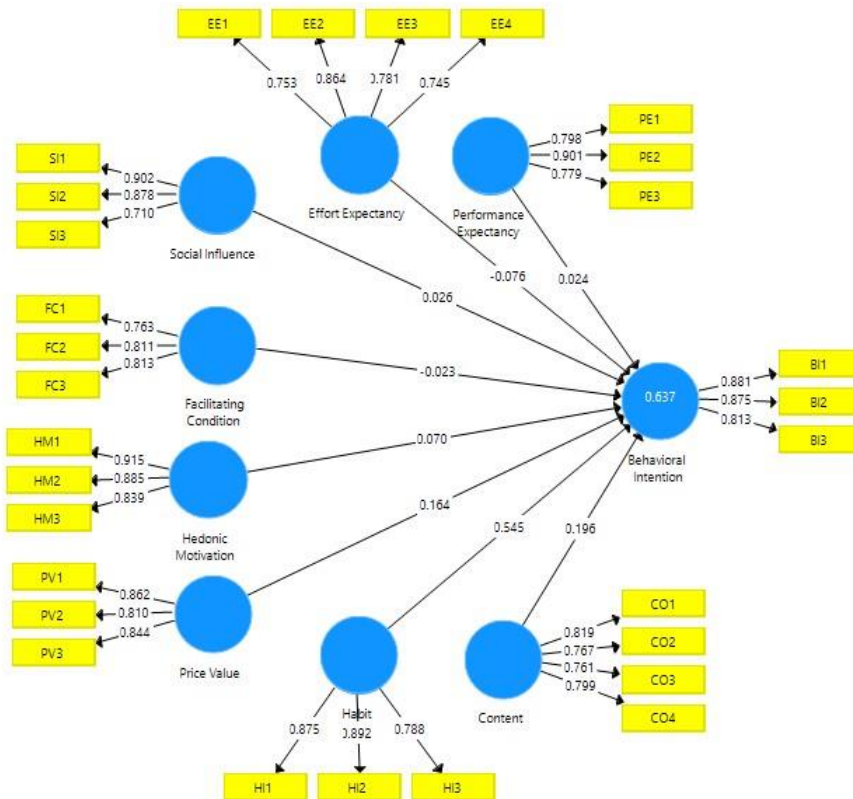 EE1
EE2
EE3
EE4
0.753
0.864
0.781
0.745
Effort Expectancy
PE1
PE2
PE3
0.798
0.901
0.779
Performance
Expectancy
SI1
SI2
SI3
0.902
0.878
0.710
Social Influence
-0.076
0.024
0.026
FC1
FC2
FC3
0.763
0.811
0.813
Facilitating
Condition
-0.023
0.637
Behavioral
Intention
0.881
0.875
0.813
BI1
BI2
BI3
HM1
HM2
HM3
0.915
0.885
0.839
Hedonic
Motivation
0.070
0.164
0.545
0.196
PV1
PV2
PV3
0.862
0.810
0.844
Price Value
Habit
0.875
0.892
0.788
HI1
HI2
HI3
Content
0.819
0.767
0.761
0.799
CO1
CO2
CO3
CO4